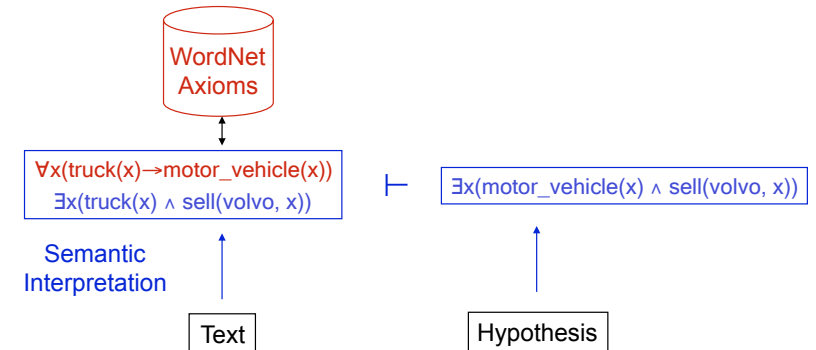 WordNet
Axioms
∀x(truck(x)→motor_vehicle(x))
∃x(truck(x) ∧ sell(volvo, x))
⊢
∃x(motor_vehicle(x) ∧ sell(volvo, x))
Semantic
Interpretation
Text
Hypothesis